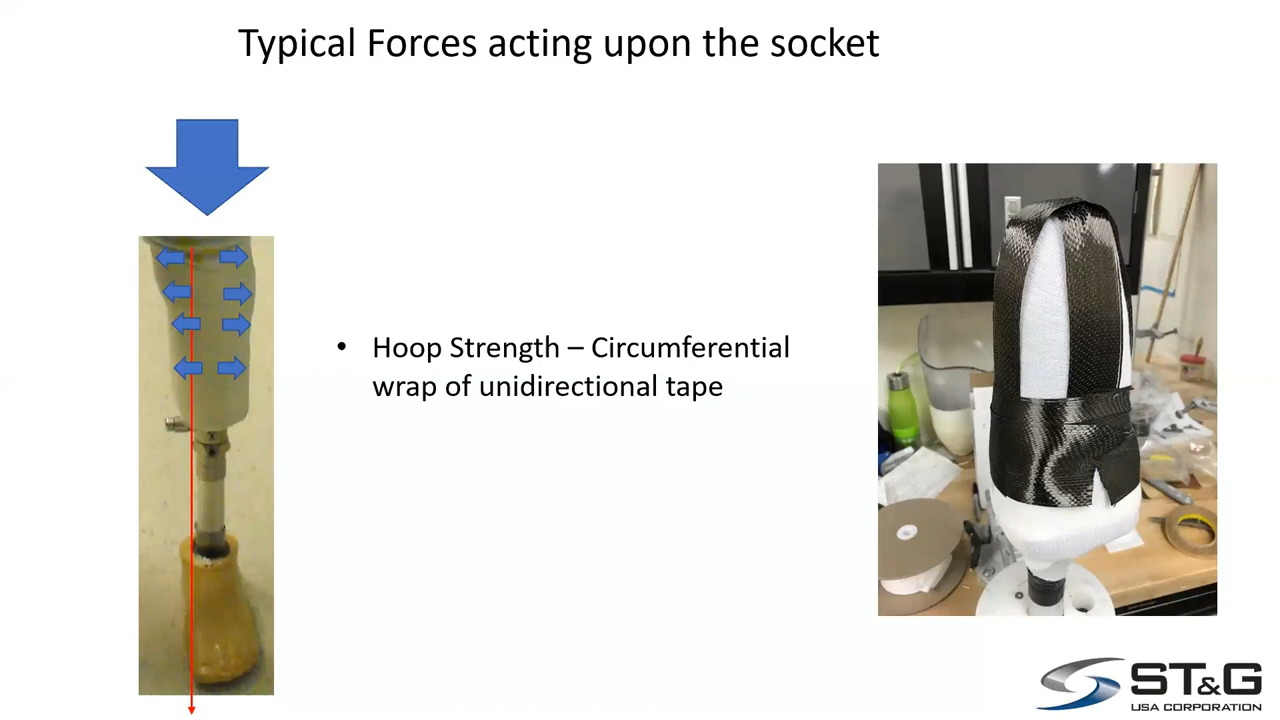 Typical Forces acting upon the socket
• Hoop Strength – Circumferential
wrap of unidirectional tape
ST&G
USA CORPORATION